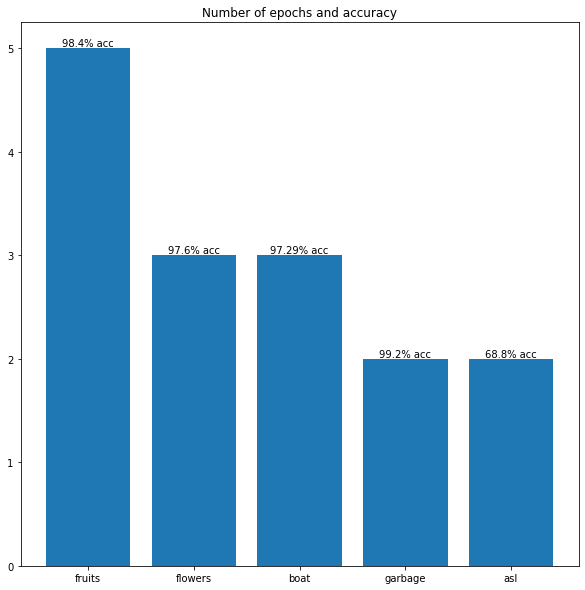 Number of epochs and accuracy
5
4
3
2
1
0
98.4% acc
97.6% acc
97.29% acc
99.2% acc
68.8% acc
fruits
flowers
boat
garbage
asl